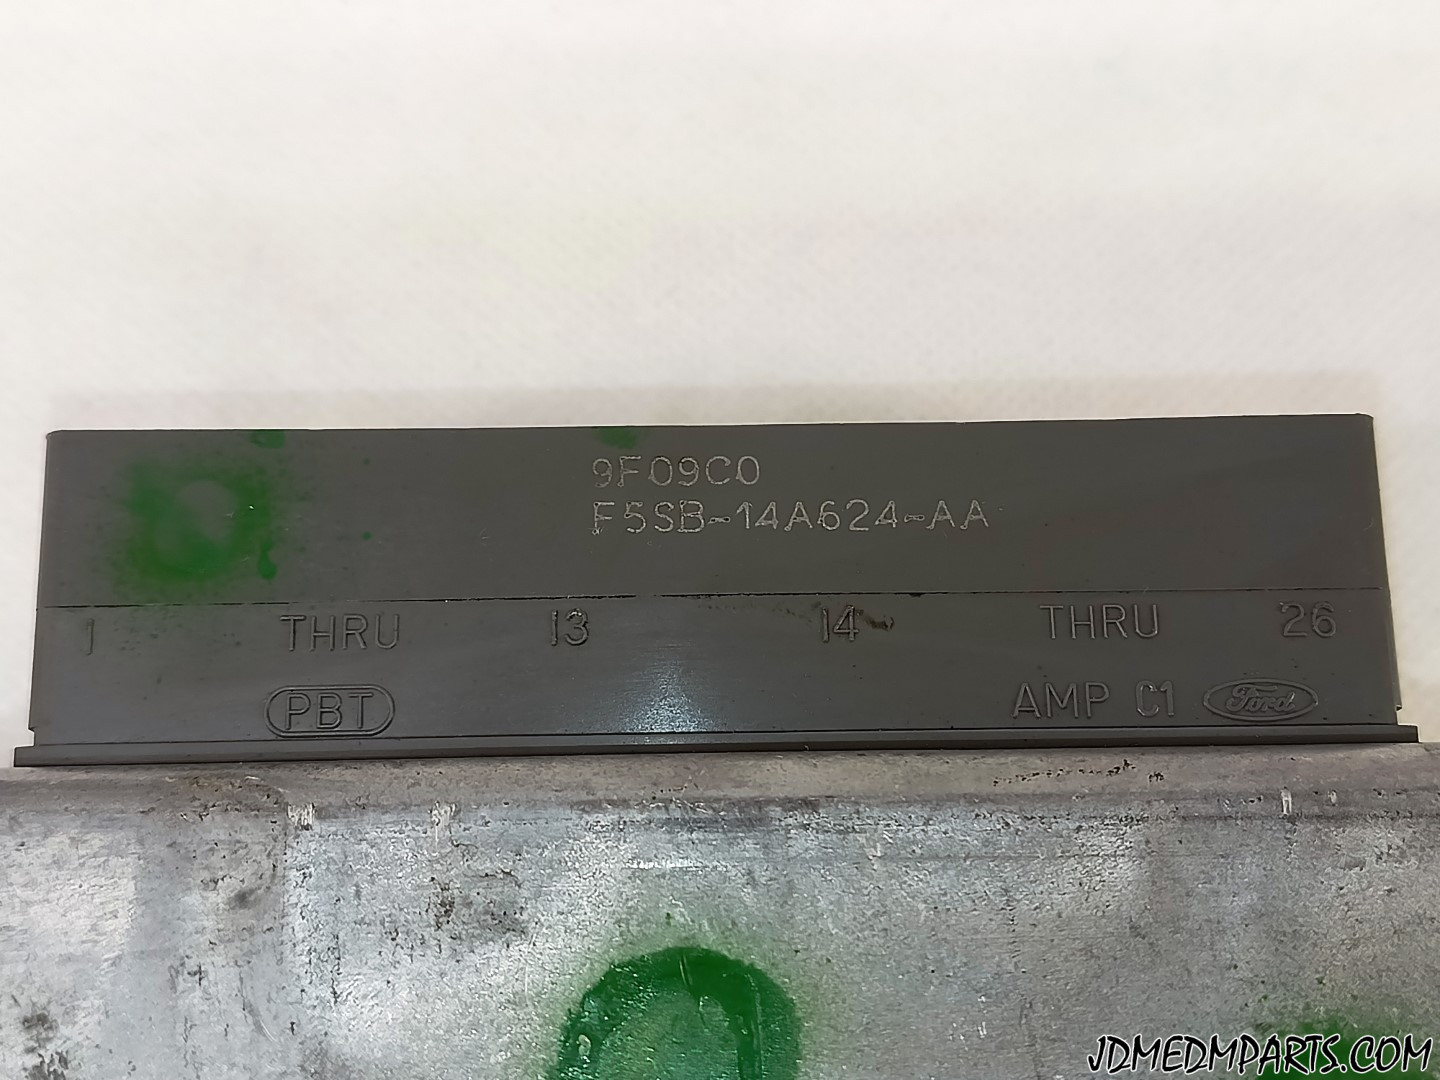 9F09C0
F5SB-14A624-AA
1 THRU 13 14 THRU 26
PBT AMP C1 Ford
JDMEDMPARTS.COM